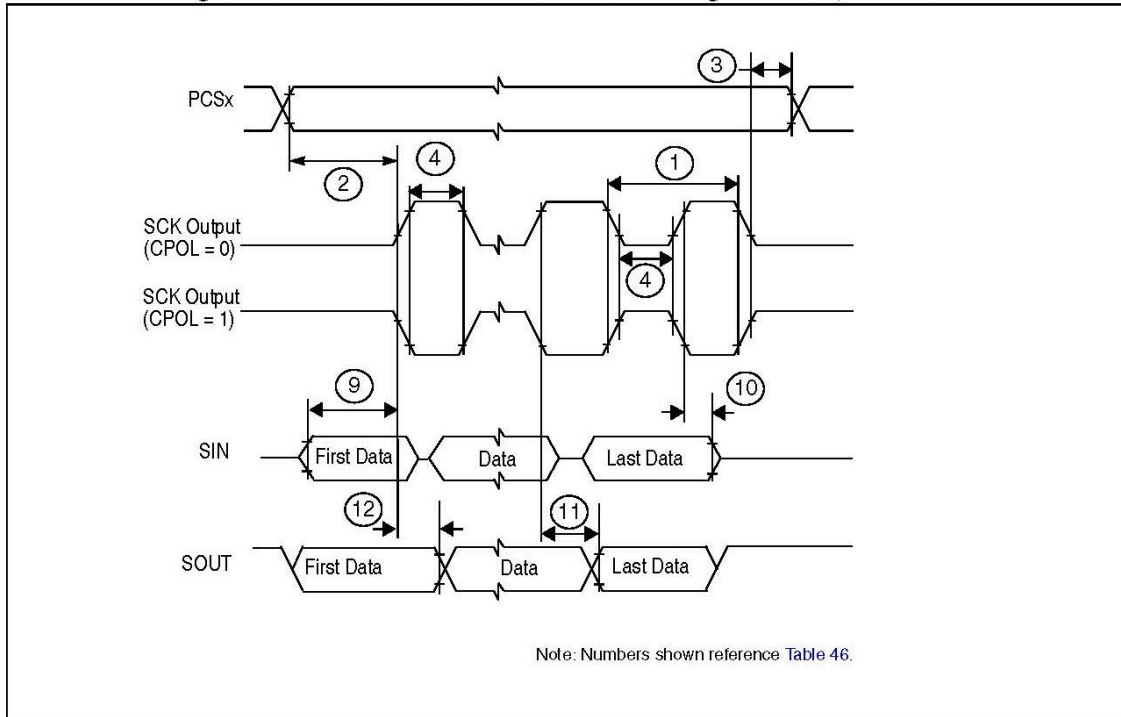 3
PCSx
2
4
1
SCK Output
(CPOL = 0)
4
SCK Output
(CPOL = 1)
9
10
SIN
First Data
Data
Last Data
12
11
SOUT
First Data
Data
Last Data
Note: Numbers shown reference Table 46.